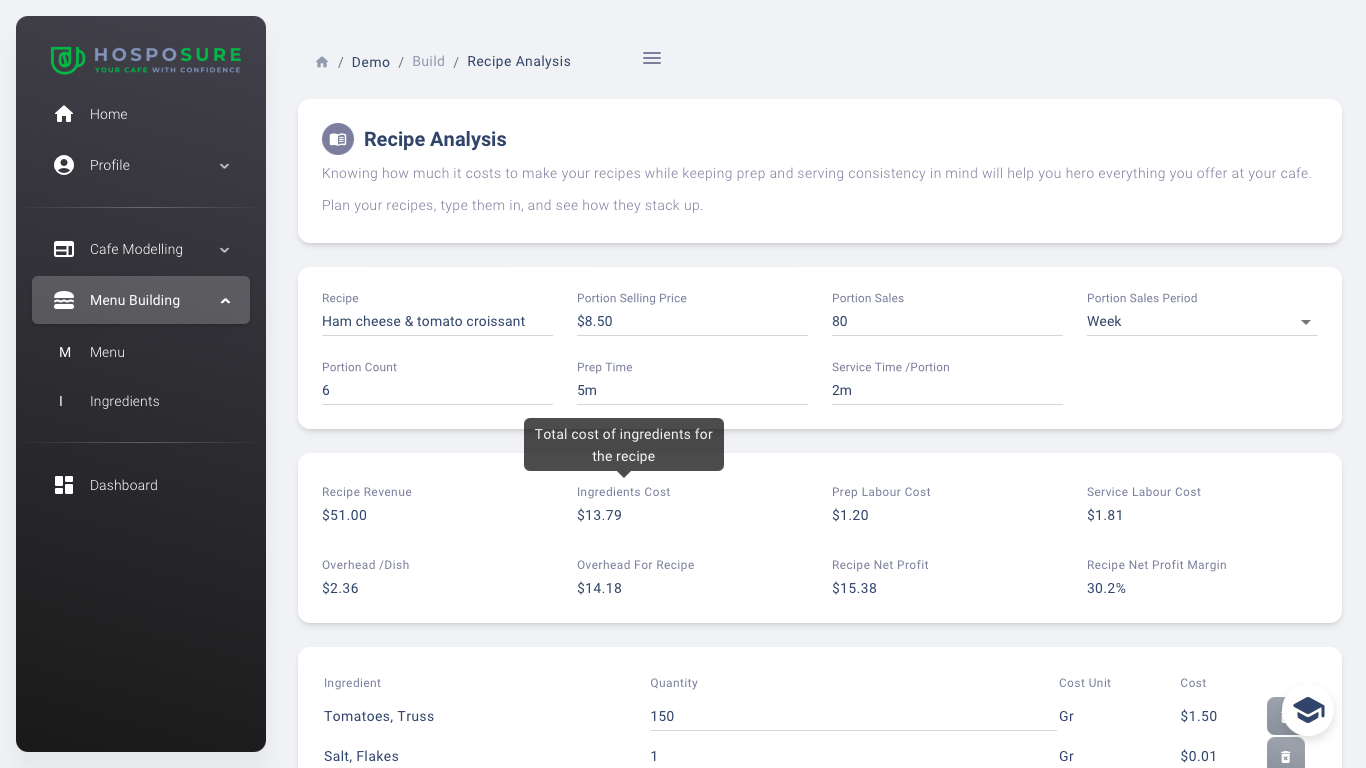 HOSPOSURE
YOUR CAFE WITH CONFIDENCE
Home
Profile
Cafe Modelling
Menu Building
M Menu
I Ingredients
Dashboard
/ Demo / Build / Recipe Analysis
Recipe Analysis
Knowing how much it costs to make your recipes while keeping prep and serving consistency in mind will help you hero everything you offer at your cafe.
Plan your recipes, type them in, and see how they stack up.
Recipe Portion Selling Price Portion Sales Portion Sales Period
Ham cheese & tomato croissant $8.50 80 Week
Portion Count Prep Time Service Time /Portion
6 5m 2m
Total cost of ingredients for
the recipe
Recipe Revenue Ingredients Cost Prep Labour Cost Service Labour Cost
$51.00 $13.79 $1.20 $1.81
Overhead /Dish Overhead For Recipe Recipe Net Profit Recipe Net Profit Margin
$2.36 $14.18 $15.38 30.2%
Ingredient Quantity Cost Unit Cost
Tomatoes, Truss 150 Gr $1.50
Salt, Flakes 1 Gr $0.01